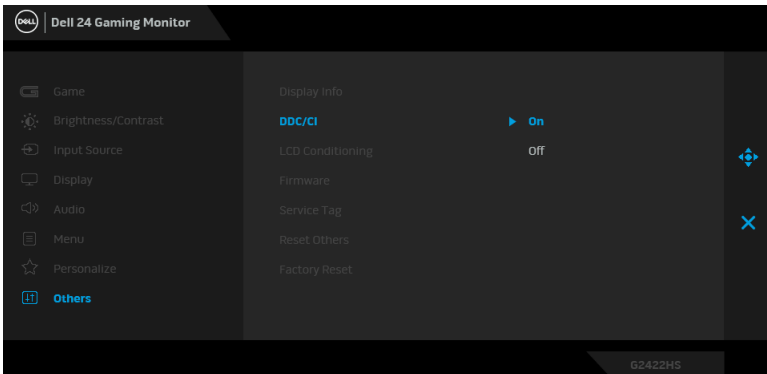 DELL Dell 24 Gaming Monitor
Game
Brightness/Contrast
Input Source
Display
Audio
Menu
Personalize
Others
Display Info
DDC/CI On
LCD Conditioning Off
Firmware
Service Tag
Reset Others
Factory Reset
G2422HS